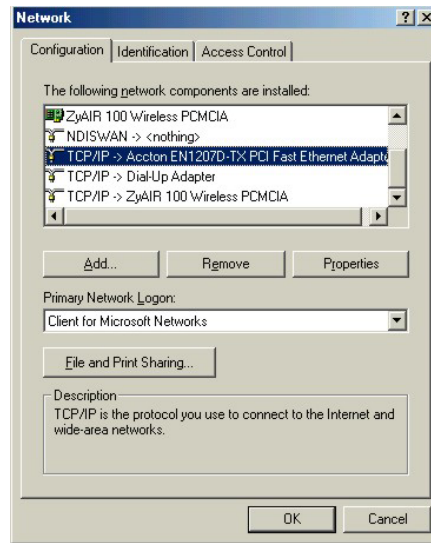 Network
Configuration Identification Access Control
The following network components are installed:
ZyAIR 100 Wireless PCMCIA
NDISWAN -> <nothing>
TCP/IP -> Accton EN1207D-TX PCI Fast Ethernet Adapte
TCP/IP -> Dial-Up Adapter
TCP/IP -> ZyAIR 100 Wireless PCMCIA
Add... Remove Properties
Primary Network Logon:
Client for Microsoft Networks
File and Print Sharing...
Description
TCP/IP is the protocol you use to connect to the Internet and
wide-area networks.
OK Cancel